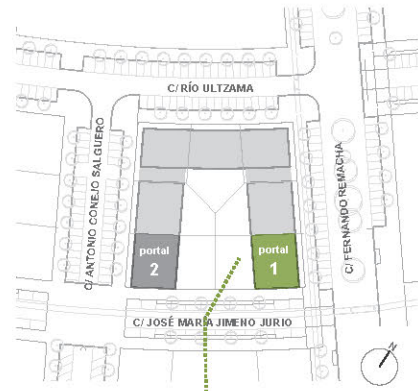 C/ RÍO ULTZAMA
C/ ANTONIO CONEJO SALGUERO
C/ FERNANDO REMACHA
portal
2
portal
1
C/ JOSÉ MARÍA JIMENO JURIO
N